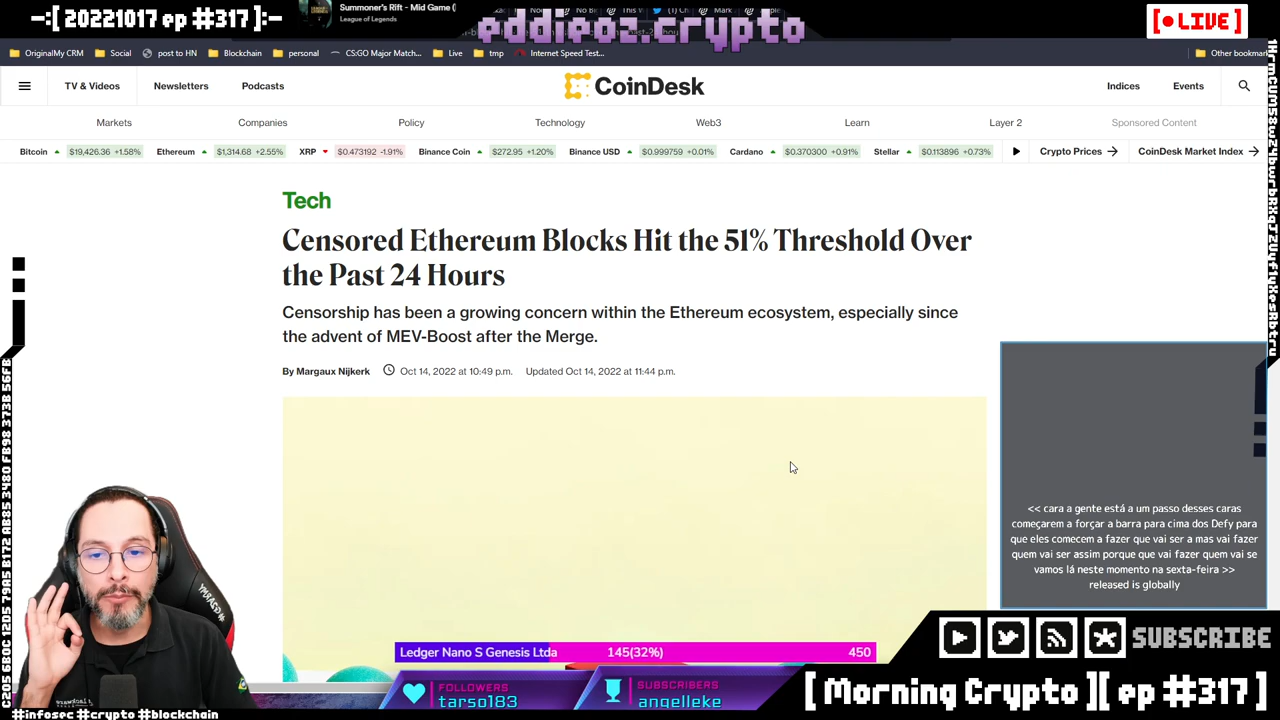 -:[ 20221017 ep #317 ]:-
Summoner's Rift - Mid Game (
League of Legends
eddieoz.crypto
[ • LIVE ]
OriginalMy CRM
Social
post to HN
Blockchain
personal
CS:GO Major Match...
Live
tmp
Internet Speed Test...
Other bookmar
TV & Videos
Newsletters
Podcasts
CoinDesk
Indices
Events
Markets
Companies
Policy
Technology
Web3
Learn
Layer 2
Sponsored Content
Bitcoin $19,426.36 +1.58%
Ethereum $1,314.68 +2.55%
XRP $0.473192 -1.91%
Binance Coin $272.95 +1.20%
Binance USD $0.999759 +0.01%
Cardano $0.370300 +0.91%
Stellar $0.113896 +0.73%
Crypto Prices →
CoinDesk Market Index →
Tech
Censored Ethereum Blocks Hit the 51% Threshold Over
the Past 24 Hours
Censorship has been a growing concern within the Ethereum ecosystem, especially since
the advent of MEV-Boost after the Merge.
By Margaux Nijkerk
Oct 14, 2022 at 10:49 p.m.
Updated Oct 14, 2022 at 11:44 p.m.
<< cara a gente está a um passo desses caras
começarem a forçar a barra para cima dos Defy para
que eles comecem a fazer que vai ser a mas vai fazer
quem vai ser assim porque que vai fazer quem vai se
vamos lá neste momento na sexta-feira >>
released is globally
Ledger Nano S Genesis Ltda
145(32%)
450
SUBSCRIBE
FOLLOWERS
tarso183
SUBSCRIBERS
angelleke
[ Morning Crypto ][ ep #317 ]
#infosec #crypto #blockchain